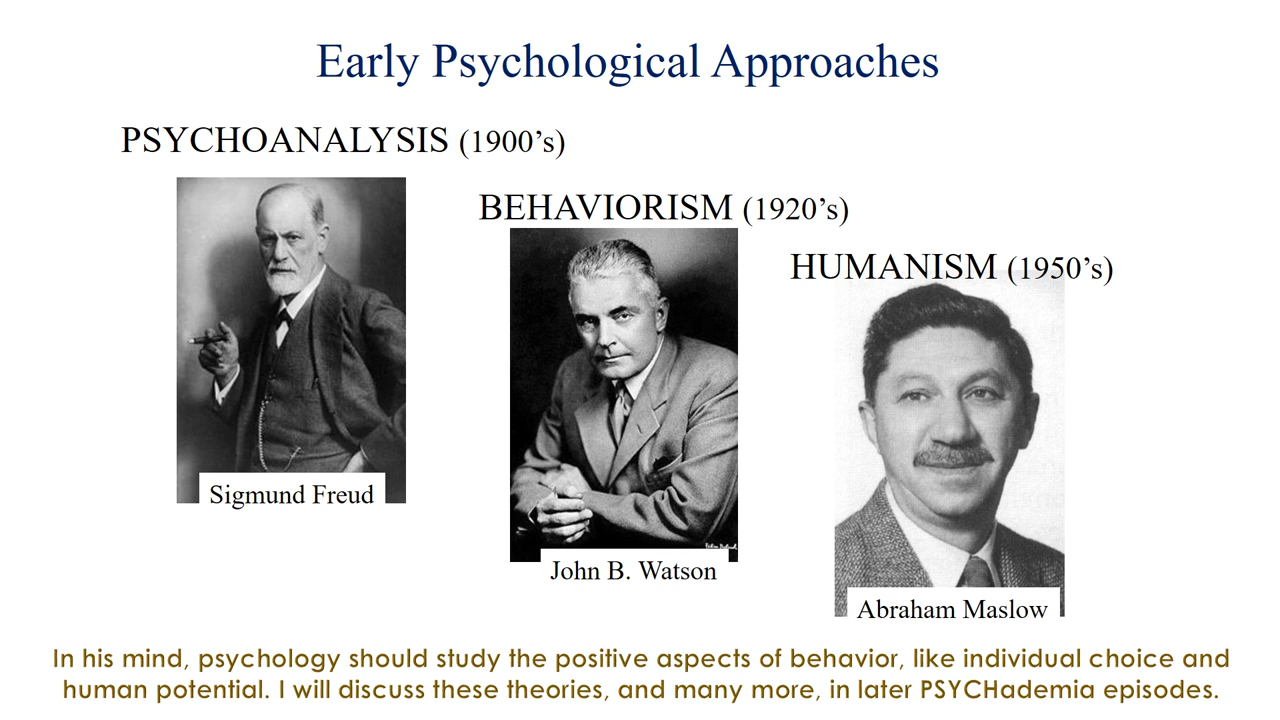 Early Psychological Approaches
PSYCHOANALYSIS (1900’s)
BEHAVIORISM (1920’s)
HUMANISM (1950’s)
Sigmund Freud
John B. Watson
Abraham Maslow
In his mind, psychology should study the positive aspects of behavior, like individual choice and
human potential. I will discuss these theories, and many more, in later PSYCHademia episodes.